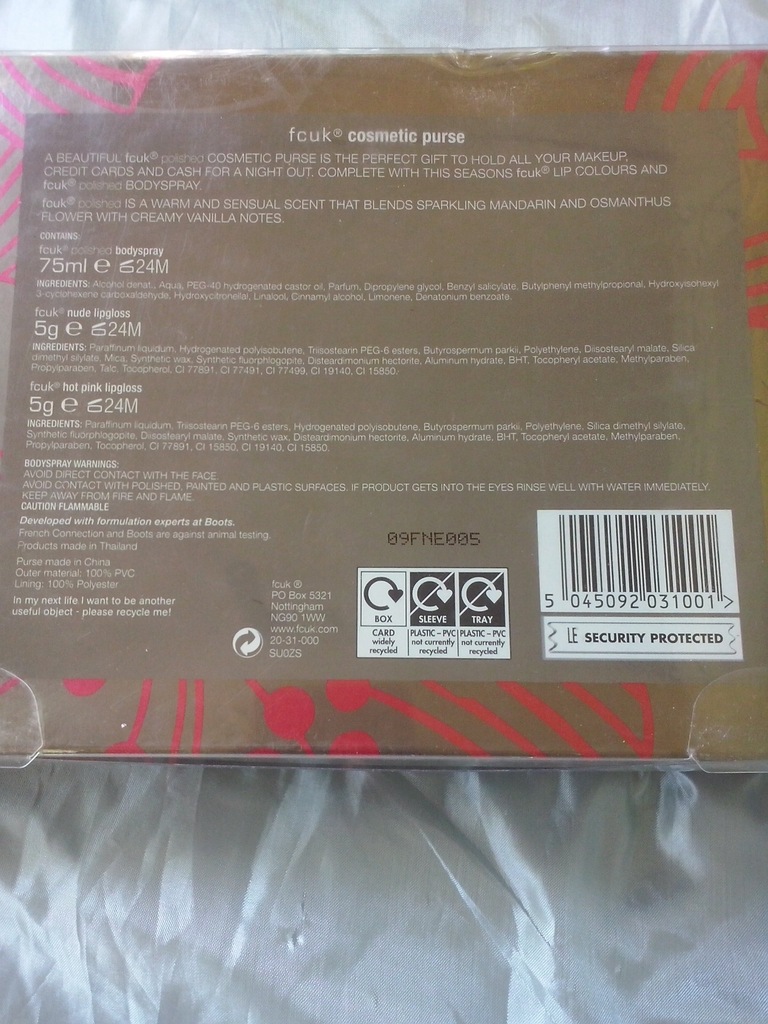 fcuk® cosmetic purse
A BEAUTIFUL fcuk® polished COSMETIC PURSE IS THE PERFECT GIFT TO HOLD ALL YOUR MAKEUP,
CREDIT CARDS AND CASH FOR A NIGHT OUT. COMPLETE WITH THIS SEASONS fcuk® LIP COLOURS AND
fcuk® polished BODYSPRAY.
fcuk® polished IS A WARM AND SENSUAL SCENT THAT BLENDS SPARKLING MANDARIN AND OSMANTHUS
FLOWER WITH CREAMY VANILLA NOTES.
CONTAINS:
fcuk® polished bodyspray
75ml e 24M
INGREDIENTS: Alcohol denat., Aqua, PEG-40 hydrogenated castor oil, Parfum, Dipropylene glycol, Benzyl salicylate, Butylphenyl methylpropional, Hydroxyisohexyl
3-cyclohexene carboxaldehyde, Hydroxycitronellal, Linalool, Cinnamyl alcohol, Limonene, Denatonium benzoate.
fcuk® nude lipgloss
5g e 24M
INGREDIENTS: Paraffinum liquidum, Hydrogenated polyisobutene, Triisostearin PEG-6 esters, Butyrospermum parkii, Polyethylene, Diisostearyl malate, Silica
dimethyl silylate, Mica, Synthetic wax, Synthetic fluorphlogopite, Disteardimonium hectorite, Aluminum hydrate, BHT, Tocopheryl acetate, Methylparaben,
Propylparaben, Talc, Tocopherol, CI 77891, CI 77491, CI 77499, CI 19140, CI 15850.
fcuk® hot pink lipgloss
5g e 24M
INGREDIENTS: Paraffinum liquidum, Triisostearin PEG-6 esters, Hydrogenated polyisobutene, Butyrospermum parkii, Polyethylene, Silica dimethyl silylate,
Synthetic fluorphlogopite, Diisostearyl malate, Synthetic wax, Disteardimonium hectorite, Aluminum hydrate, BHT, Tocopheryl acetate, Methylparaben,
Propylparaben, Tocopherol, CI 77891, CI 15850, CI 19140, CI 15850.
BODYSPRAY WARNINGS:
AVOID DIRECT CONTACT WITH THE FACE.
AVOID CONTACT WITH POLISHED, PAINTED AND PLASTIC SURFACES. IF PRODUCT GETS INTO THE EYES RINSE WELL WITH WATER IMMEDIATELY.
KEEP AWAY FROM FIRE AND FLAME.
CAUTION FLAMMABLE
Developed with formulation experts at Boots.
French Connection and Boots are against animal testing.
Products made in Thailand
Purse made in China
Outer material: 100% PVC
Lining: 100% Polyester
In my next life I want to be another
useful object - please recycle me!
fcuk ®
PO Box 5321
Nottingham
NG90 1WW
www.fcuk.com
20-31-000
SU0ZS
09FNE005
BOX
CARD
widely
recycled
SLEEVE
PLASTIC - PVC
not currently
recycled
TRAY
PLASTIC - PVC
not currently
recycled
5 045092 031001 >
LE SECURITY PROTECTED